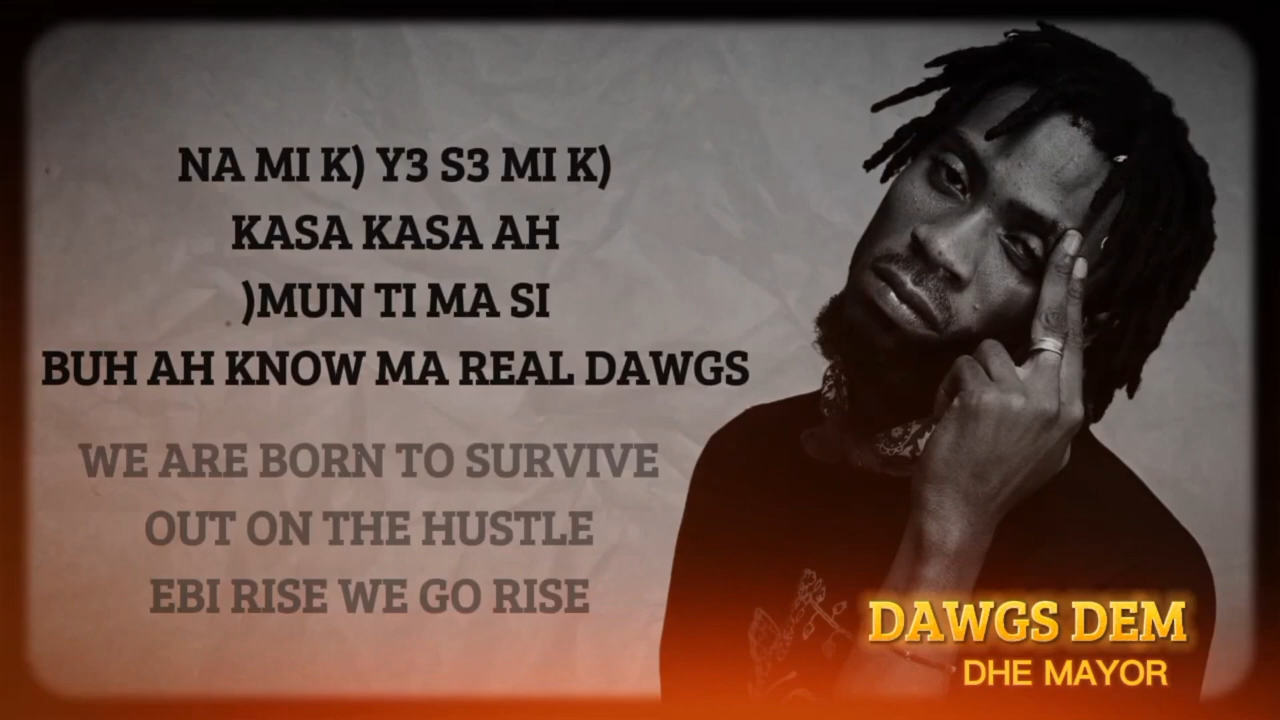 NA MI K) Y3 S3 MI K)
KASA KASA AH
)MUN TI MA SI
BUH AH KNOW MA REAL DAWGS
WE ARE BORN TO SURVIVE
OUT ON THE HUSTLE
EBI RISE WE GO RISE
DAWGS DEM
DHE MAYOR